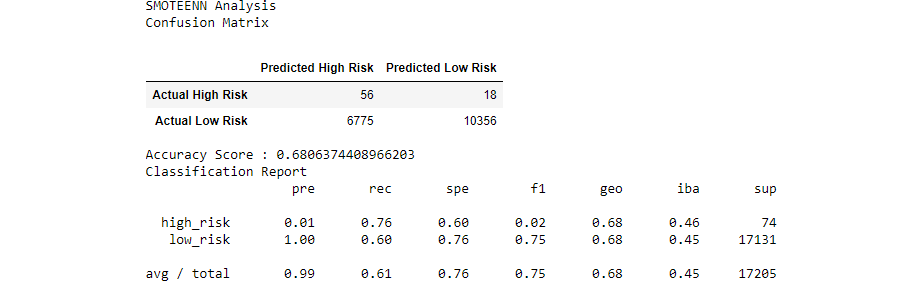 SMOTEENN Analysis
Confusion Matrix
Predicted High Risk Predicted Low Risk
Actual High Risk 56 18
Actual Low Risk 6775 10356
Accuracy Score : 0.6806374408966203
Classification Report
pre rec spe f1 geo iba sup
high_risk 0.01 0.76 0.60 0.02 0.68 0.46 74
low_risk 1.00 0.60 0.76 0.75 0.68 0.45 17131
avg / total 0.99 0.61 0.76 0.75 0.68 0.45 17205